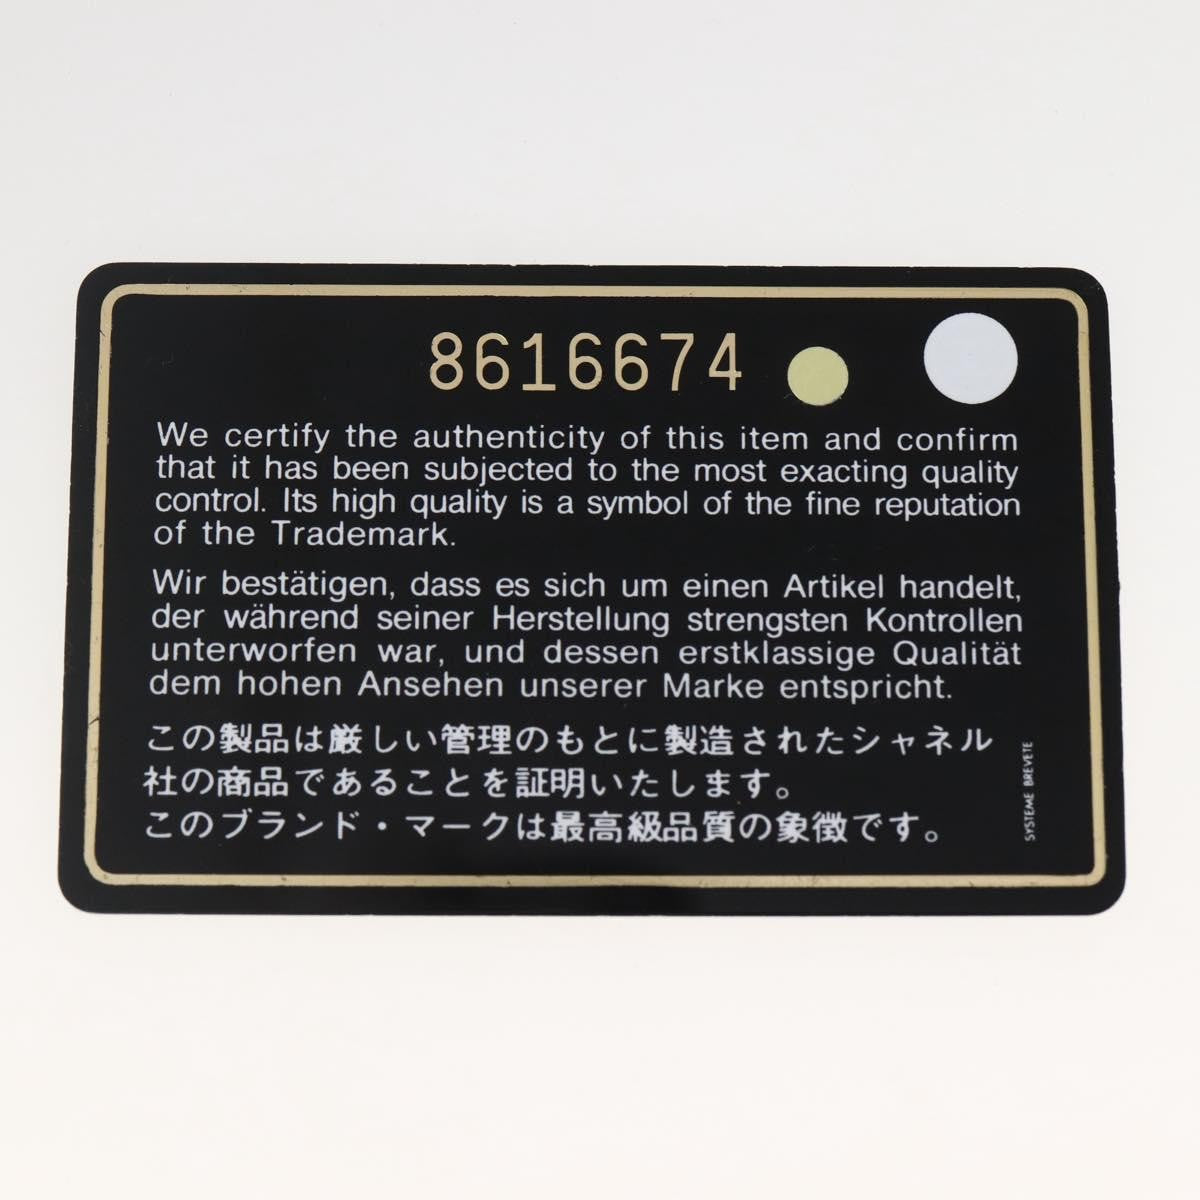 8616674
We certify the authenticity of this item and confirm
that it has been subjected to the most exacting quality
control. Its high quality is a symbol of the fine reputation
of the Trademark.
Wir bestätigen, dass es sich um einen Artikel handelt,
der während seiner Herstellung strengsten Kontrollen
unterworfen war, und dessen erstklassige Qualität
dem hohen Ansehen unserer Marke entspricht.
この製品は厳しい管理のもとに製造されたシャネル
社の商品であることを証明いたします。
このブランド・マークは最高級品質の象徴です。
SYSTEME BREVETE